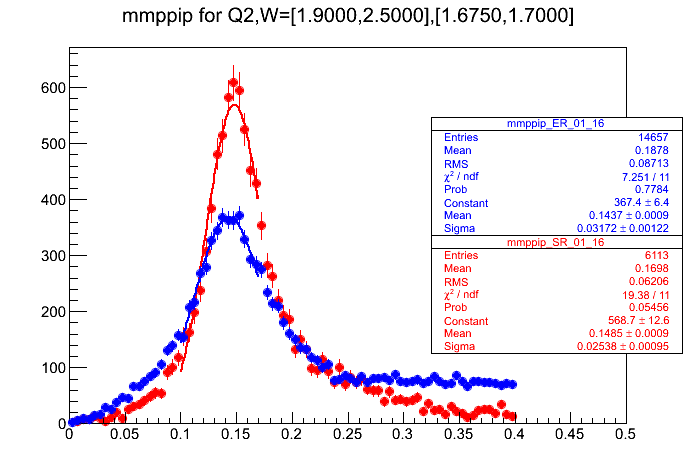 mmppip for Q2,W=[1.9000,2.5000],[1.6750,1.7000]
600
500
400
300
200
100
0
0 0.05 0.1 0.15 0.2 0.25 0.3 0.35 0.4 0.45 0.5
mmppip_ER_01_16
Entries 14657
Mean 0.1878
RMS 0.08713
χ² / ndf 7.251 / 11
Prob 0.7784
Constant 367.4 ± 6.4
Mean 0.1437 ± 0.0009
Sigma 0.03172 ± 0.00122
mmppip_SR_01_16
Entries 6113
Mean 0.1698
RMS 0.06206
χ² / ndf 19.38 / 11
Prob 0.05456
Constant 568.7 ± 12.6
Mean 0.1485 ± 0.0009
Sigma 0.02538 ± 0.00095